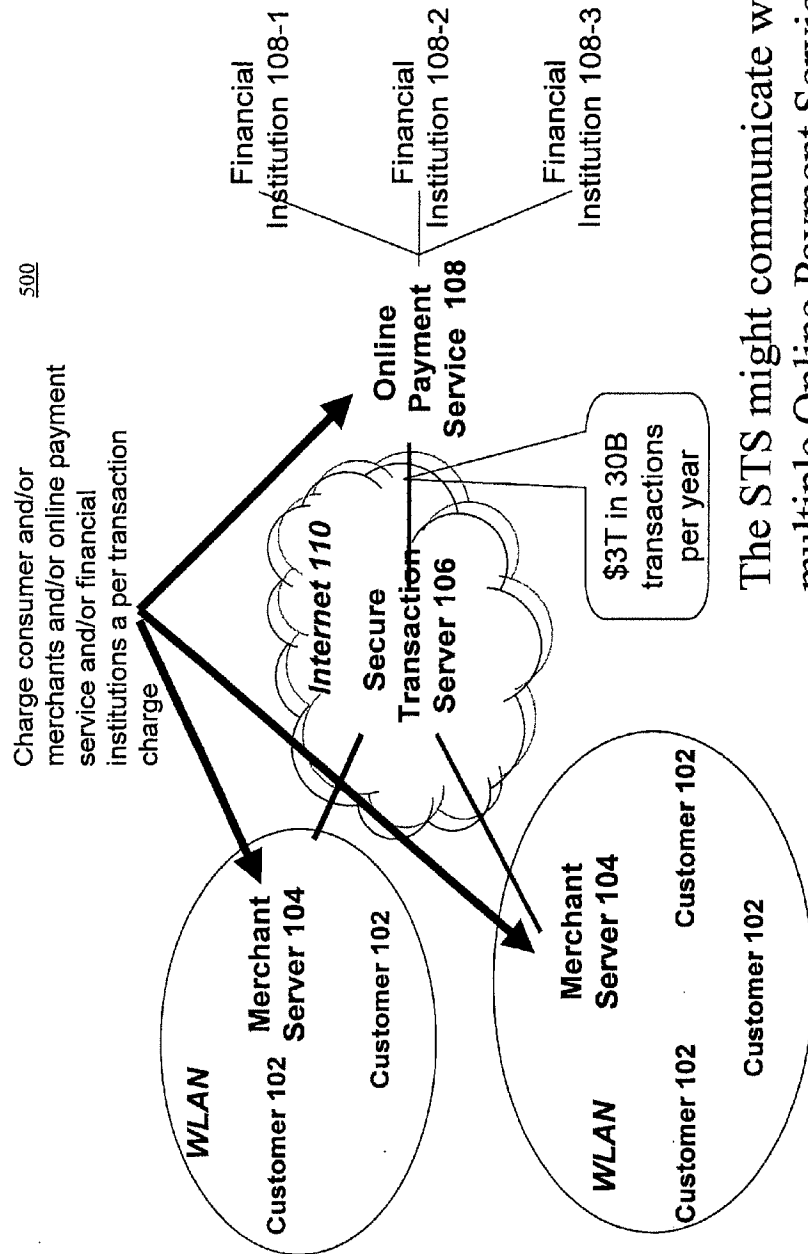 500
Charge consumer and/or
merchants and/or online payment
service and/or financial
institutions a per transaction
charge
WLAN
Customer 102
Merchant
Server 104
Customer 102
Internet 110
Secure
Transaction
Server 106
Online
Payment
Service 108
Financial
Institution 108-1
Financial
Institution 108-2
Financial
Institution 108-3
$3T in 30B
transactions
per year
WLAN
Merchant
Server 104
Customer 102
Customer 102
Customer 102
The STS might communicate w
multiple Online Payment Servi